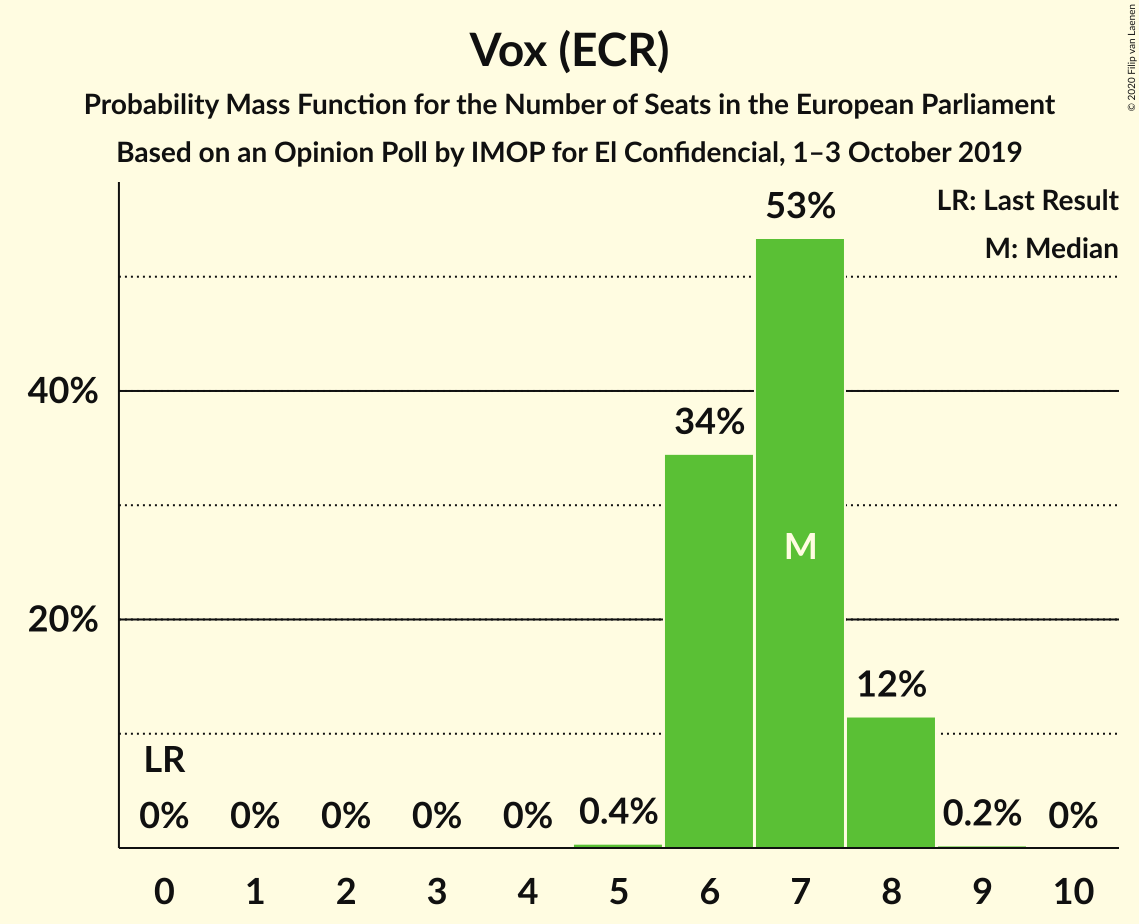 Vox (ECR)
Probability Mass Function for the Number of Seats in the European Parliament
Based on an Opinion Poll by IMOP for El Confidencial, 1–3 October 2019
© 2020 Filip van Laenen
LR: Last Result
M: Median
53%
40%
34%
M
20%
12%
LR
0% 0% 0% 0% 0% 0.4% 0.2% 0%
0 1 2 3 4 5 6 7 8 9 10